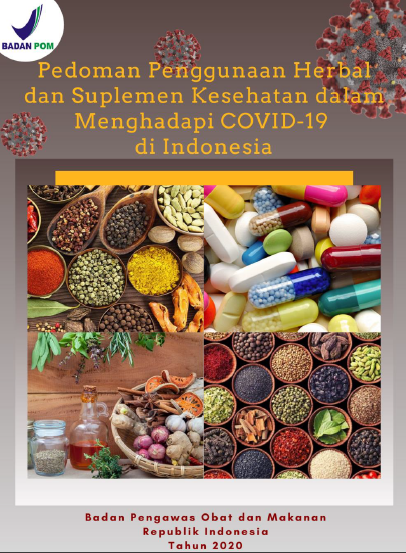 BADAN POM
Pedoman Penggunaan Herbal
dan Suplemen Kesehatan dalam
Menghadapi COVID-19
di Indonesia
Badan Pengawas Obat dan Makanan
Republik Indonesia
Tahun 2020